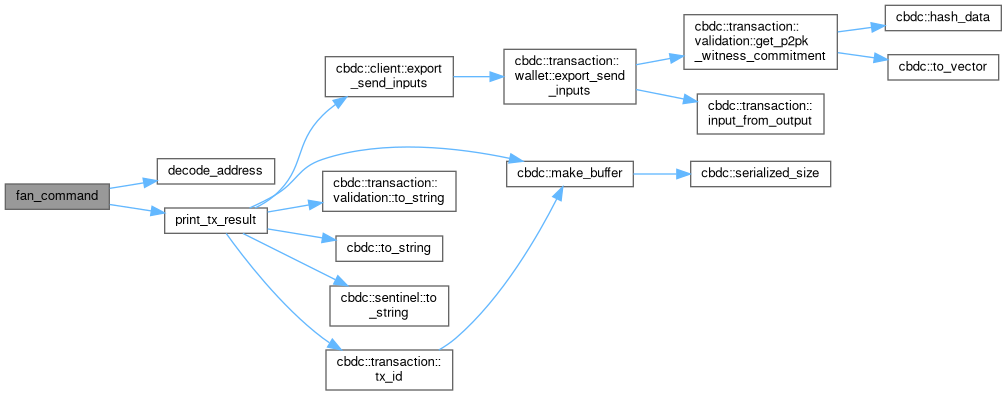 fan_command
decode_address
print_tx_result
cbdc::client::export
_send_inputs
cbdc::transaction::
wallet::export_send
_inputs
cbdc::transaction::
validation::get_p2pk
_witness_commitment
cbdc::hash_data
cbdc::to_vector
cbdc::transaction::
input_from_output
cbdc::make_buffer
cbdc::serialized_size
cbdc::transaction::
validation::to_string
cbdc::to_string
cbdc::sentinel::to
_string
cbdc::transaction::
tx_id